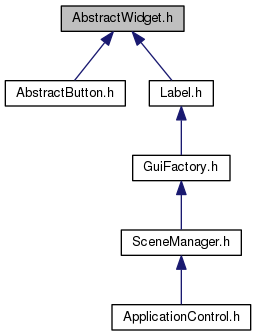 AbstractWidget.h
AbstractButton.h
Label.h
GuiFactory.h
SceneManager.h
ApplicationControl.h